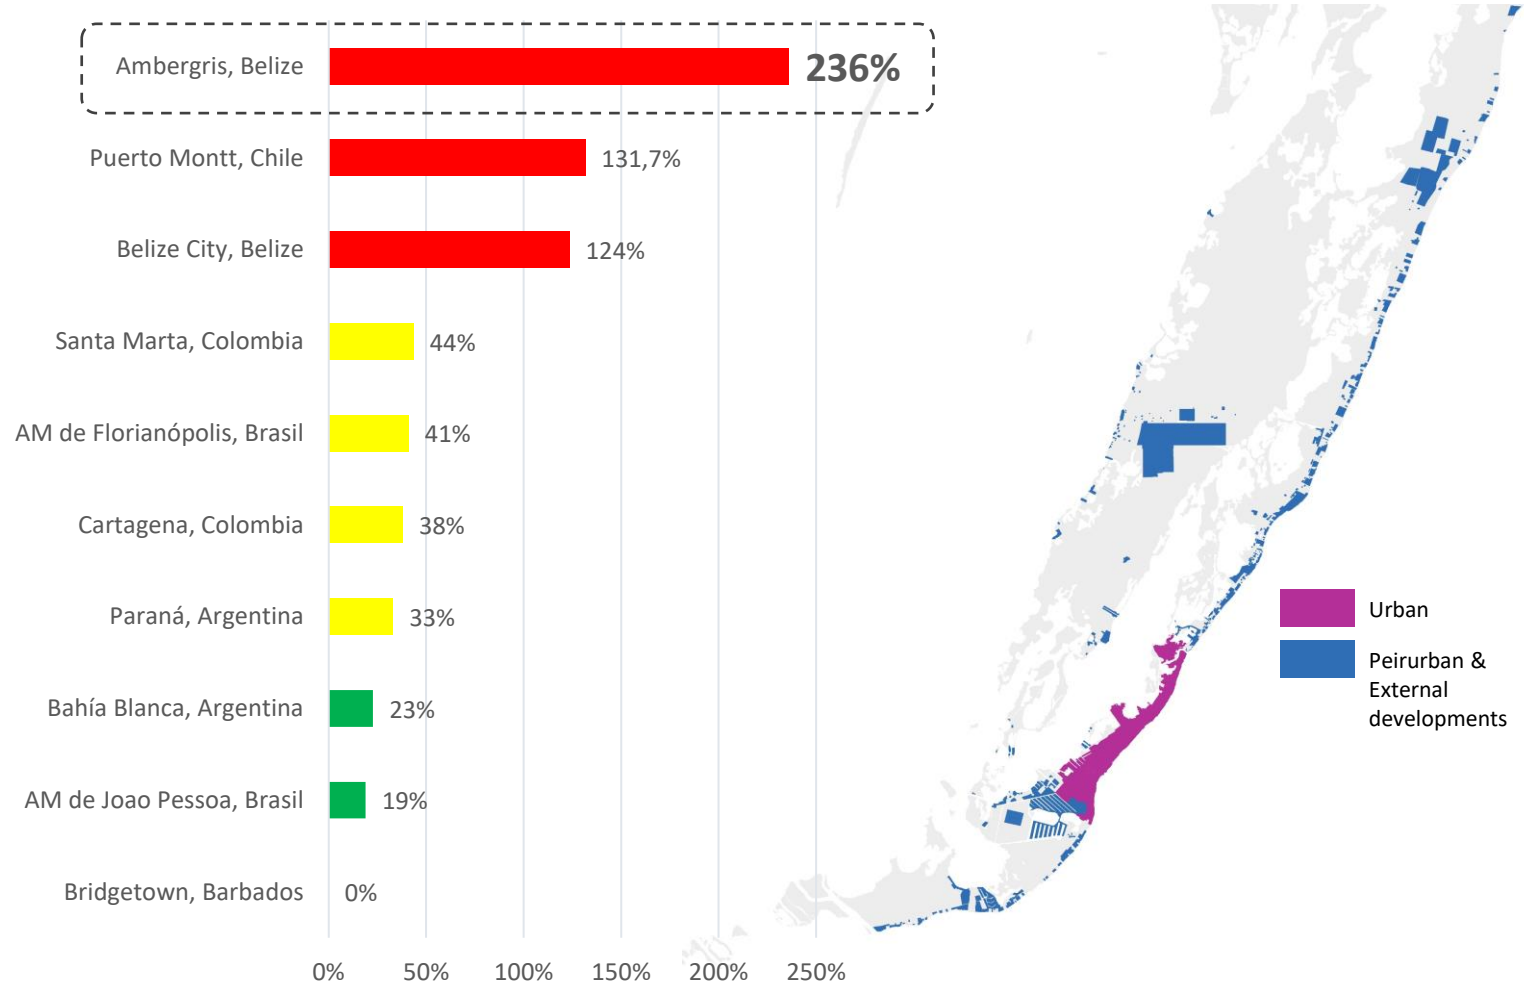 Ambergris, Belize
236%
Puerto Montt, Chile
131,7%
Belize City, Belize
124%
Santa Marta, Colombia
44%
AM de Florianópolis, Brasil
41%
Cartagena, Colombia
38%
Paraná, Argentina
33%
Bahía Blanca, Argentina
23%
AM de Joao Pessoa, Brasil
19%
Bridgetown, Barbados
0%
0%
50%
100%
150%
200%
250%
Urban
Peirurban &
External
developments